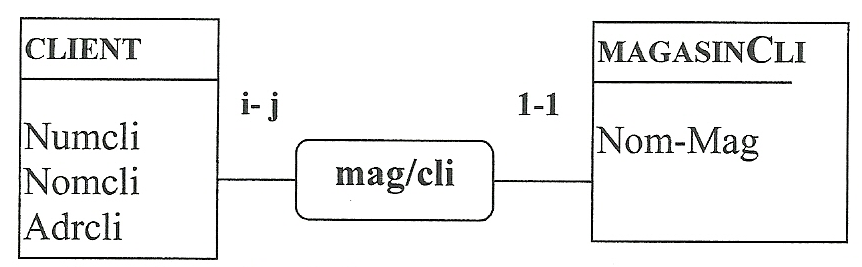 CLIENT
Numcli
Nomcli
Adrcli
i- j
mag/cli
1-1
MAGASINCLI
Nom-Mag